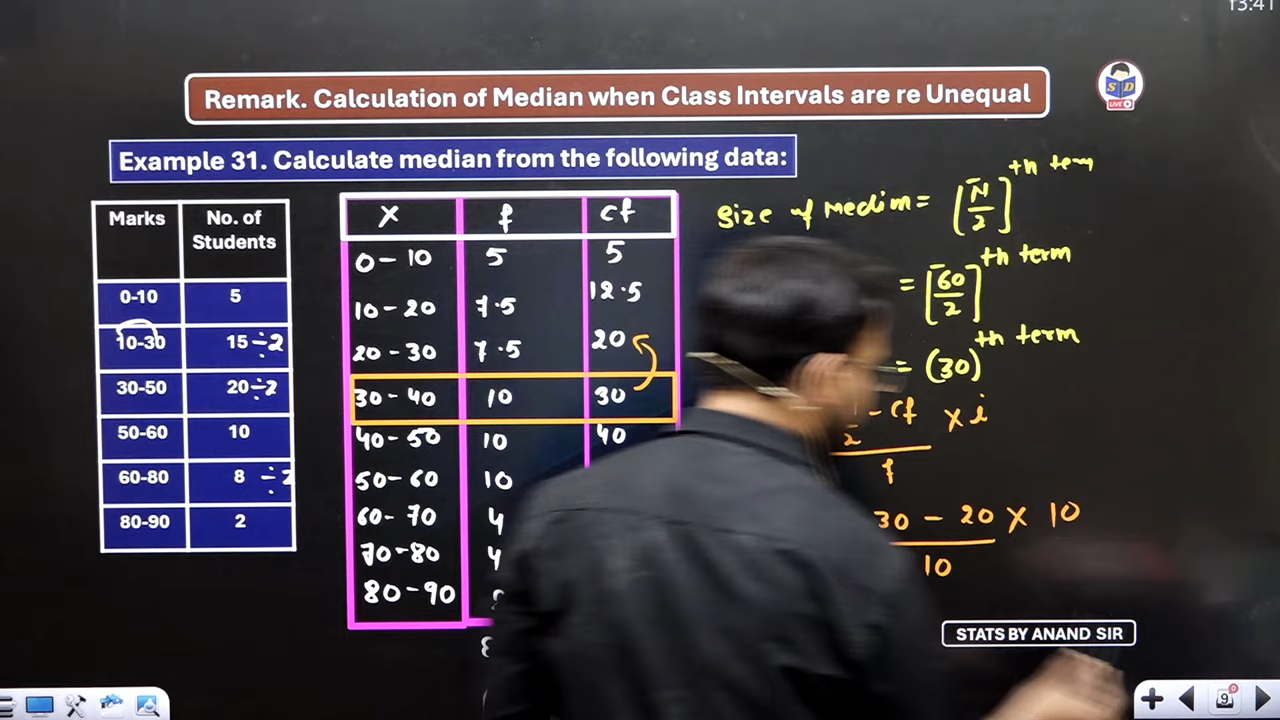 13:41
Remark. Calculation of Median when Class Intervals are re Unequal
SD
LIVE
Example 31. Calculate median from the following data:
Marks No. of Students
0-10 5
10-30 15 ÷2
30-50 20 ÷2
50-60 10
60-80 8 ÷2
80-90 2
X f cf
0-10 5 5
10-20 7.5 12.5
20-30 7.5 20
30-40 10 30
40-50 10 40
50-60 10
60-70 4
70-80 4
80-90
Size of Median = [N/2]th term
= [60/2]th term
= (30)th term
- cf × i
2
f
30 - 20 × 10
10
STATS BY ANAND SIR
9